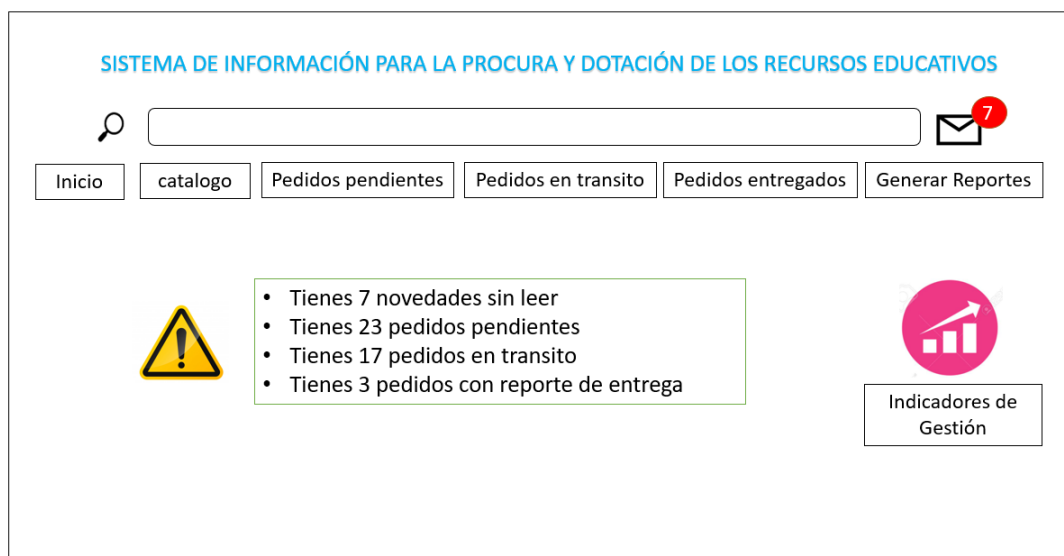 SISTEMA DE INFORMACIÓN PARA LA PROCURA Y DOTACIÓN DE LOS RECURSOS EDUCATIVOS
7
Inicio
catalogo
Pedidos pendientes
Pedidos en transito
Pedidos entregados
Generar Reportes
• Tienes 7 novedades sin leer
• Tienes 23 pedidos pendientes
• Tienes 17 pedidos en transito
• Tienes 3 pedidos con reporte de entrega
Indicadores de
Gestión